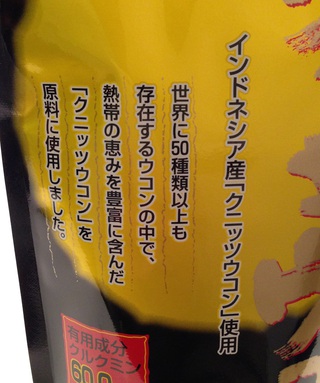 インドネシア産「クニッツウコン」使用
世界に50種類以上も
存在するウコンの中で、
熱帯の恵みを豊富に含んだ
「クニッツウコン」を
原料に使用しました。
有用成分
クルクミン